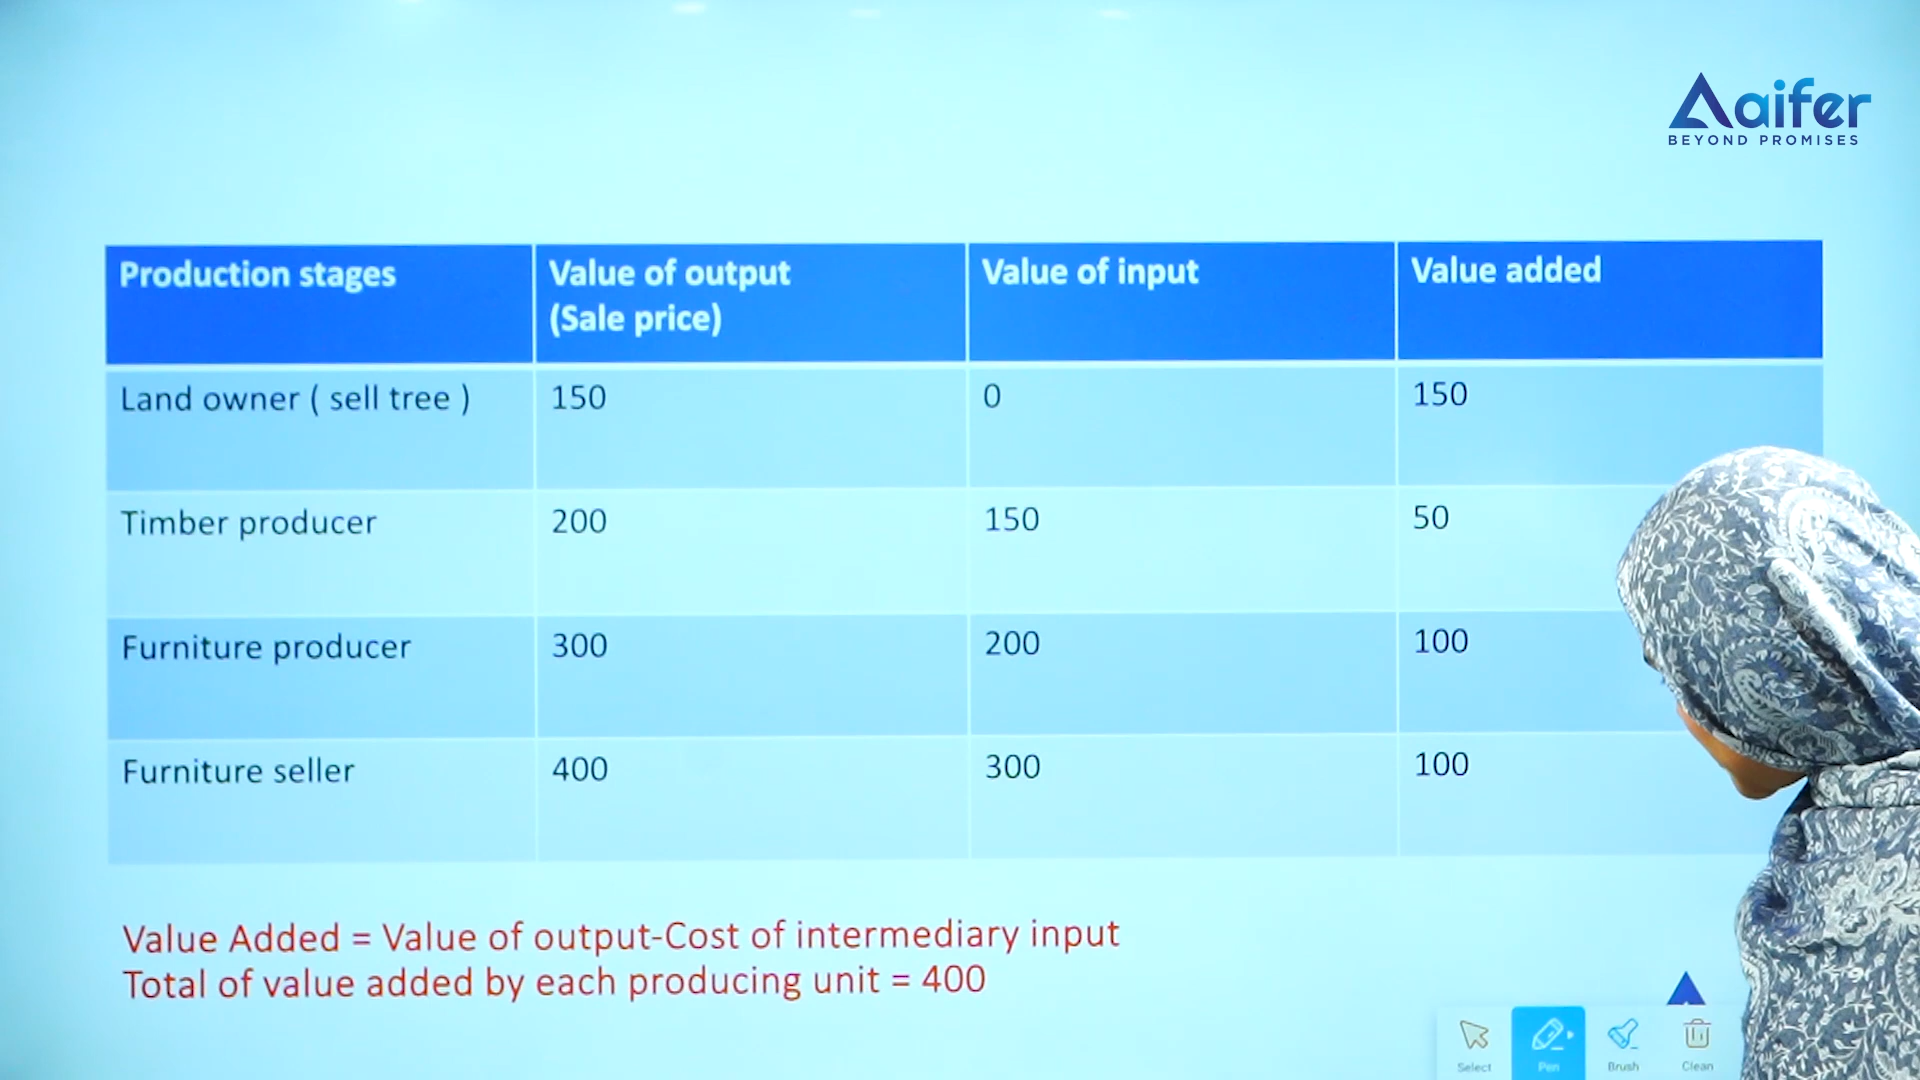 aifer
BEYOND PROMISES
Production stages
Value of output
(Sale price)
Value of input
Value added
Land owner ( sell tree )
150
0
150
Timber producer
200
150
50
Furniture producer
300
200
100
Furniture seller
400
300
100
Value Added = Value of output-Cost of intermediary input
Total of value added by each producing unit = 400
Select
Pen
Brush
Clean